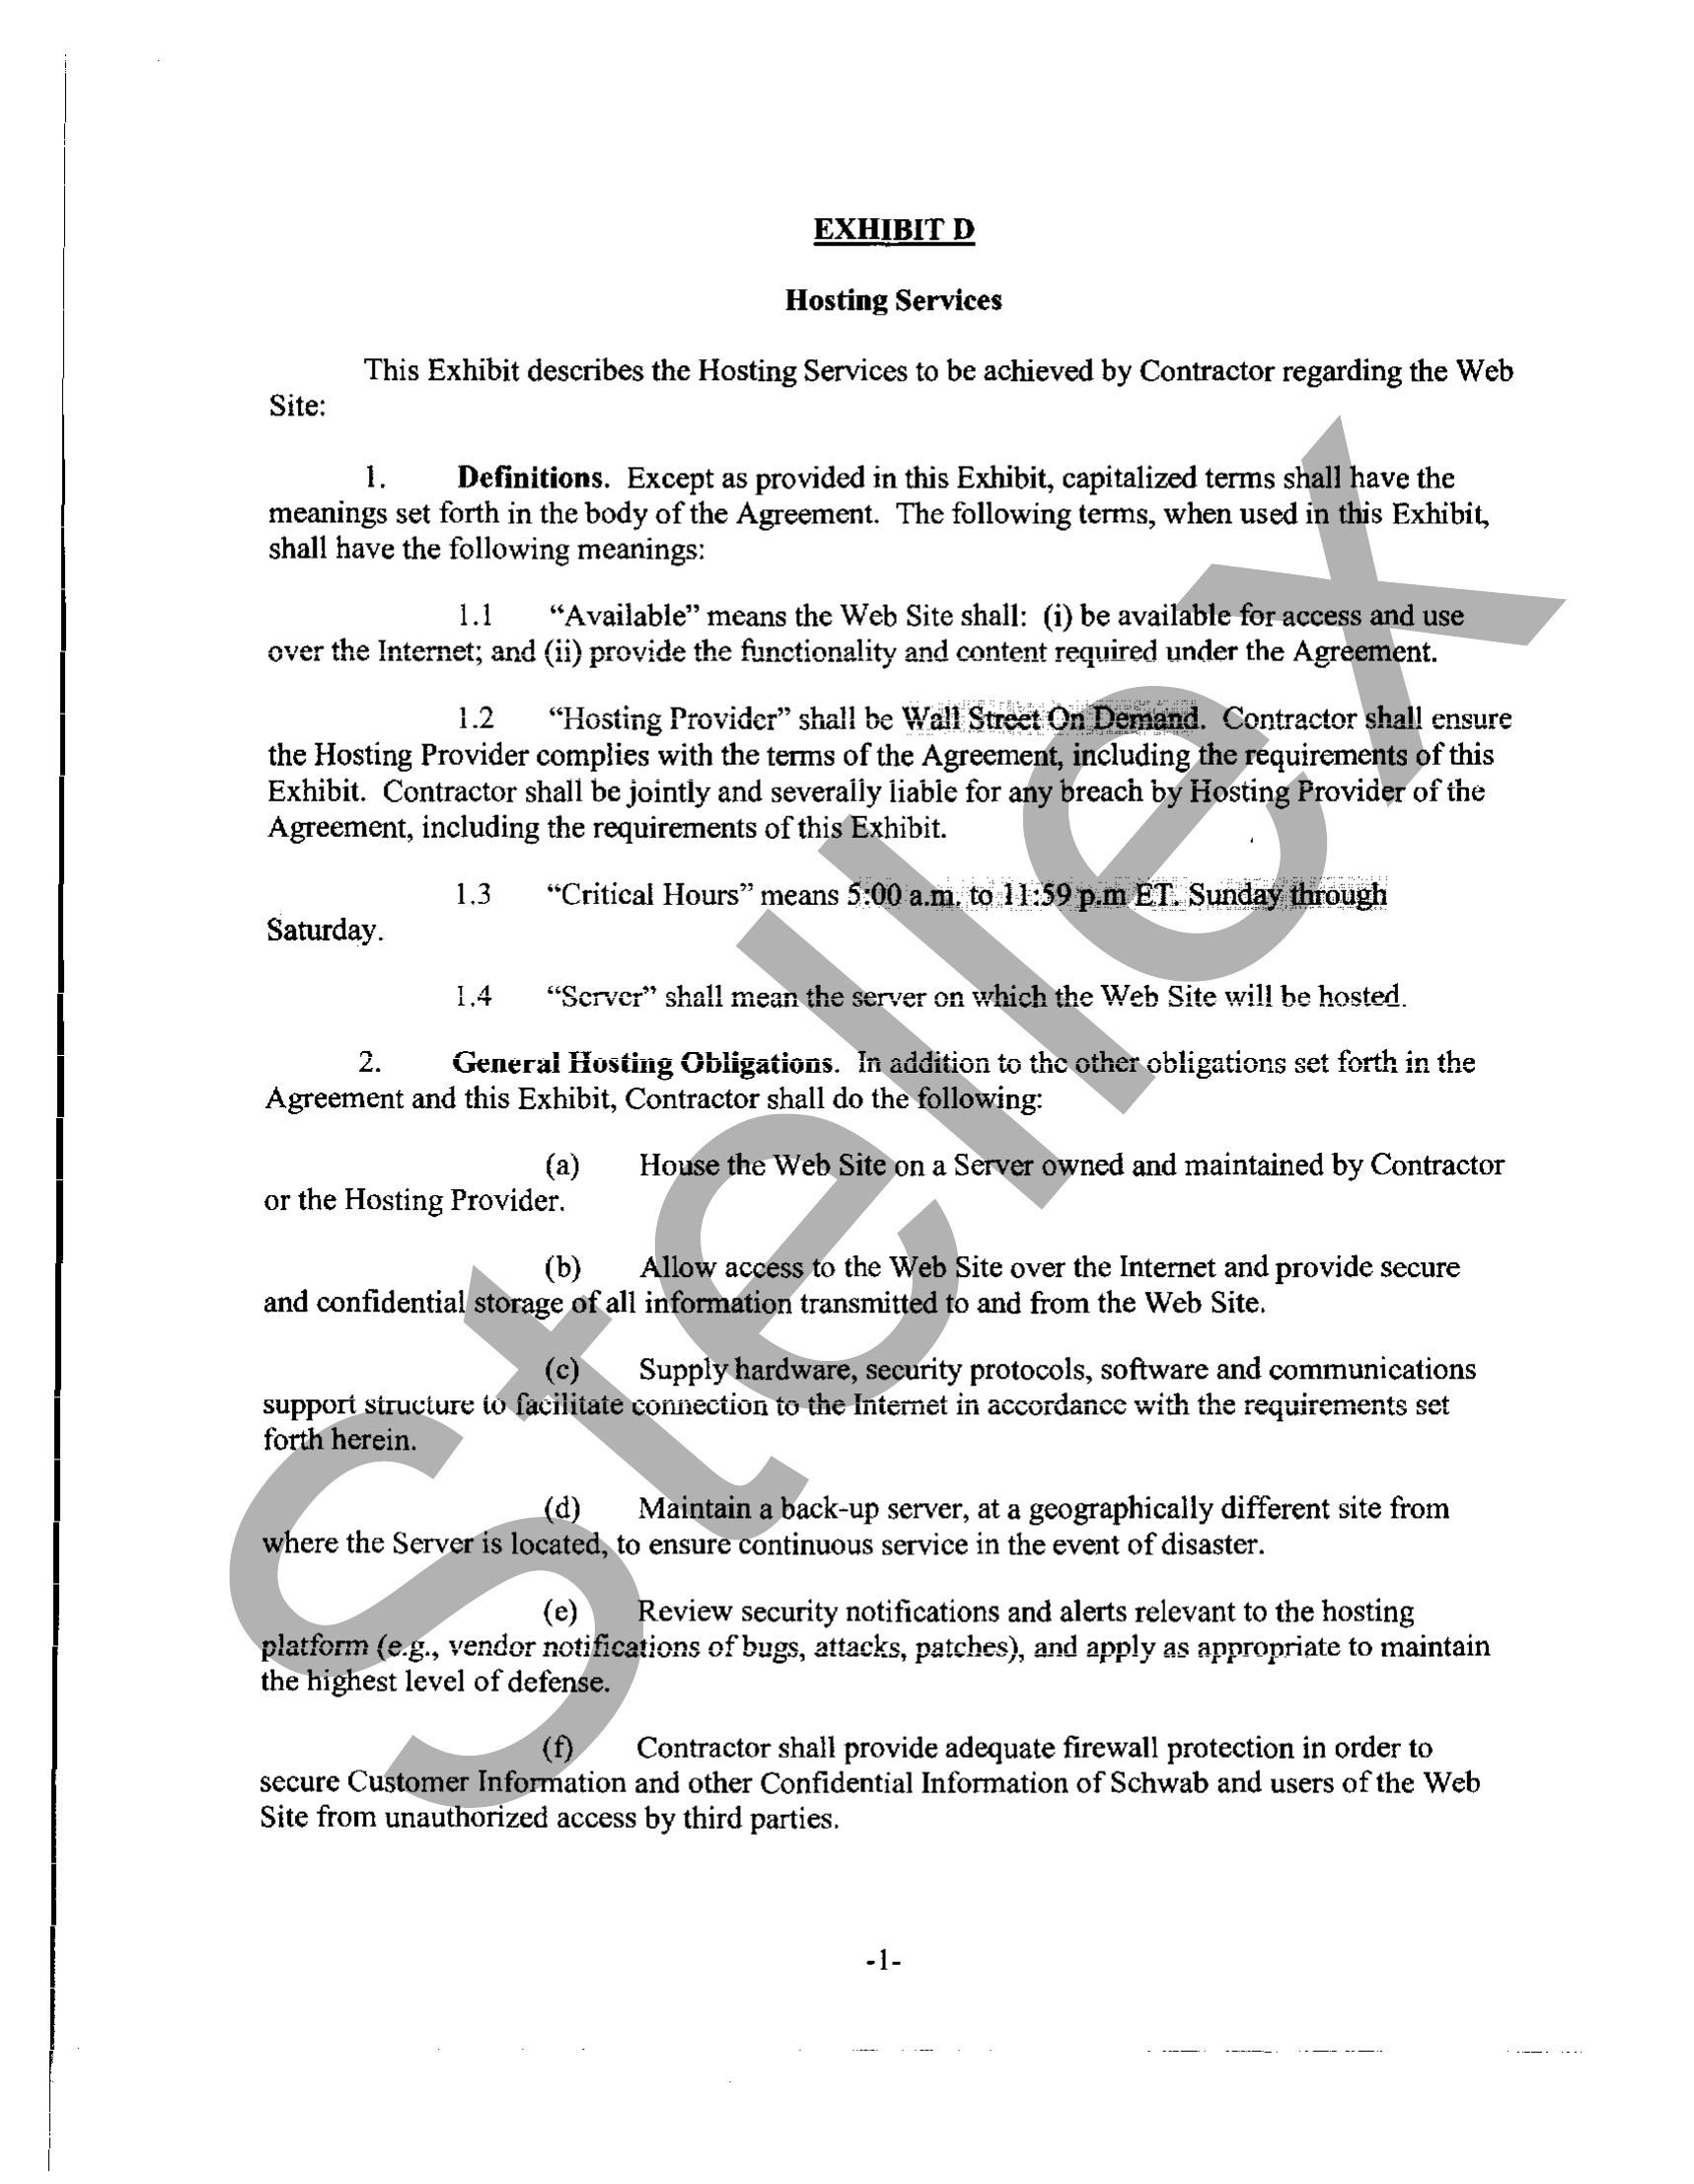 EXHIBIT D
Hosting Services
This Exhibit describes the Hosting Services to be achieved by Contractor regarding the Web
Site:
1. Definitions. Except as provided in this Exhibit, capitalized terms shall have the
meanings set forth in the body of the Agreement. The following terms, when used in this Exhibit,
shall have the following meanings:
1.1 “Available” means the Web Site shall: (i) be available for access and use
over the Internet; and (ii) provide the functionality and content required under the Agreement.
1.2 “Hosting Provider” shall be Wall Street On Demand. Contractor shall ensure
the Hosting Provider complies with the terms of the Agreement, including the requirements of this
Exhibit. Contractor shall be jointly and severally liable for any breach by Hosting Provider of the
Agreement, including the requirements of this Exhibit.
1.3 “Critical Hours” means 5:00 a.m. to 11:59 p.m ET. Sunday through
Saturday.
1.4 “Server” shall mean the server on which the Web Site will be hosted.
2. General Hosting Obligations. In addition to the other obligations set forth in the
Agreement and this Exhibit, Contractor shall do the following:
(a) House the Web Site on a Server owned and maintained by Contractor
or the Hosting Provider.
(b) Allow access to the Web Site over the Internet and provide secure
and confidential storage of all information transmitted to and from the Web Site.
(c) Supply hardware, security protocols, software and communications
support structure to facilitate connection to the Internet in accordance with the requirements set
forth herein.
(d) Maintain a back-up server, at a geographically different site from
where the Server is located, to ensure continuous service in the event of disaster.
(e) Review security notifications and alerts relevant to the hosting
platform (e.g., vendor notifications of bugs, attacks, patches), and apply as appropriate to maintain
the highest level of defense.
(f) Contractor shall provide adequate firewall protection in order to
secure Customer Information and other Confidential Information of Schwab and users of the Web
Site from unauthorized access by third parties.
-1-
Stellex